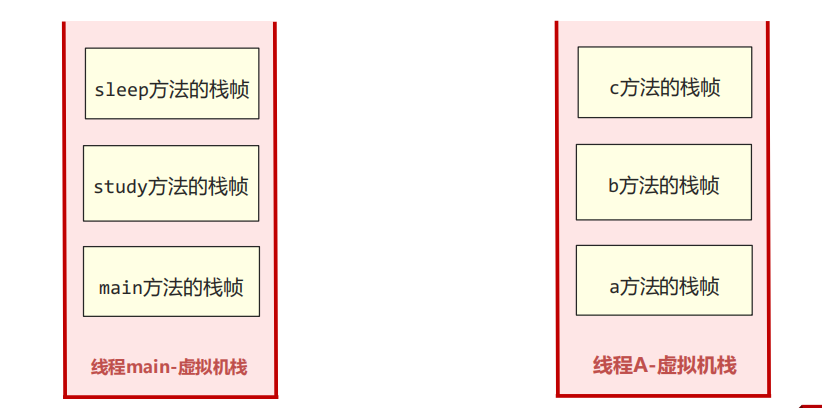 sleep方法的栈帧
study方法的栈帧
main方法的栈帧
线程main-虚拟机栈
c方法的栈帧
b方法的栈帧
a方法的栈帧
线程A-虚拟机栈